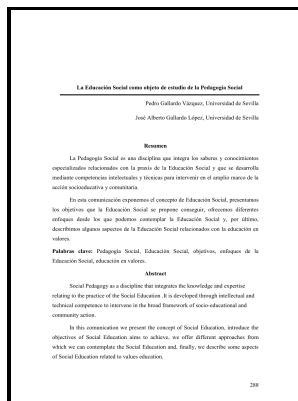 La Educación Social como objeto de estudio de la Pedagogía Social
Pedro Gallardo Vázquez, Universidad de Sevilla
José Alberto Gallardo López, Universidad de Sevilla
Resumen
La Pedagogía Social es una disciplina que integra los saberes y conocimientos
especializados relacionados con la praxis de la Educación Social y que se desarrolla
mediante competencias intelectuales y técnicas para intervenir en el amplio marco de la
acción socioeducativa y comunitaria.
En esta comunicación exponemos el concepto de Educación Social, presentamos
los objetivos que la Educación Social se propone conseguir, ofrecemos diferentes
enfoques desde los que podemos contemplar la Educación Social y, por último,
describimos algunos aspectos de la Educación Social relacionados con la educación en
valores.
Palabras clave: Pedagogía Social, Educación Social, objetivos, enfoques de la
Educación Social, educación en valores.
Abstract
Social Pedagogy as a discipline that integrates the knowledge and expertise
relating to the practice of the Social Education .It is developed through intellectual and
technical competence to intervene in the broad framework of socio-educational and
community action.
In this comunication we present the concept of Social Education, introduce the
objectives of Social Education aims to achieve, we offer different approaches from
which we can contemplate the Social Education and, finally, we describe some aspects
of Social Education related to values education.
288